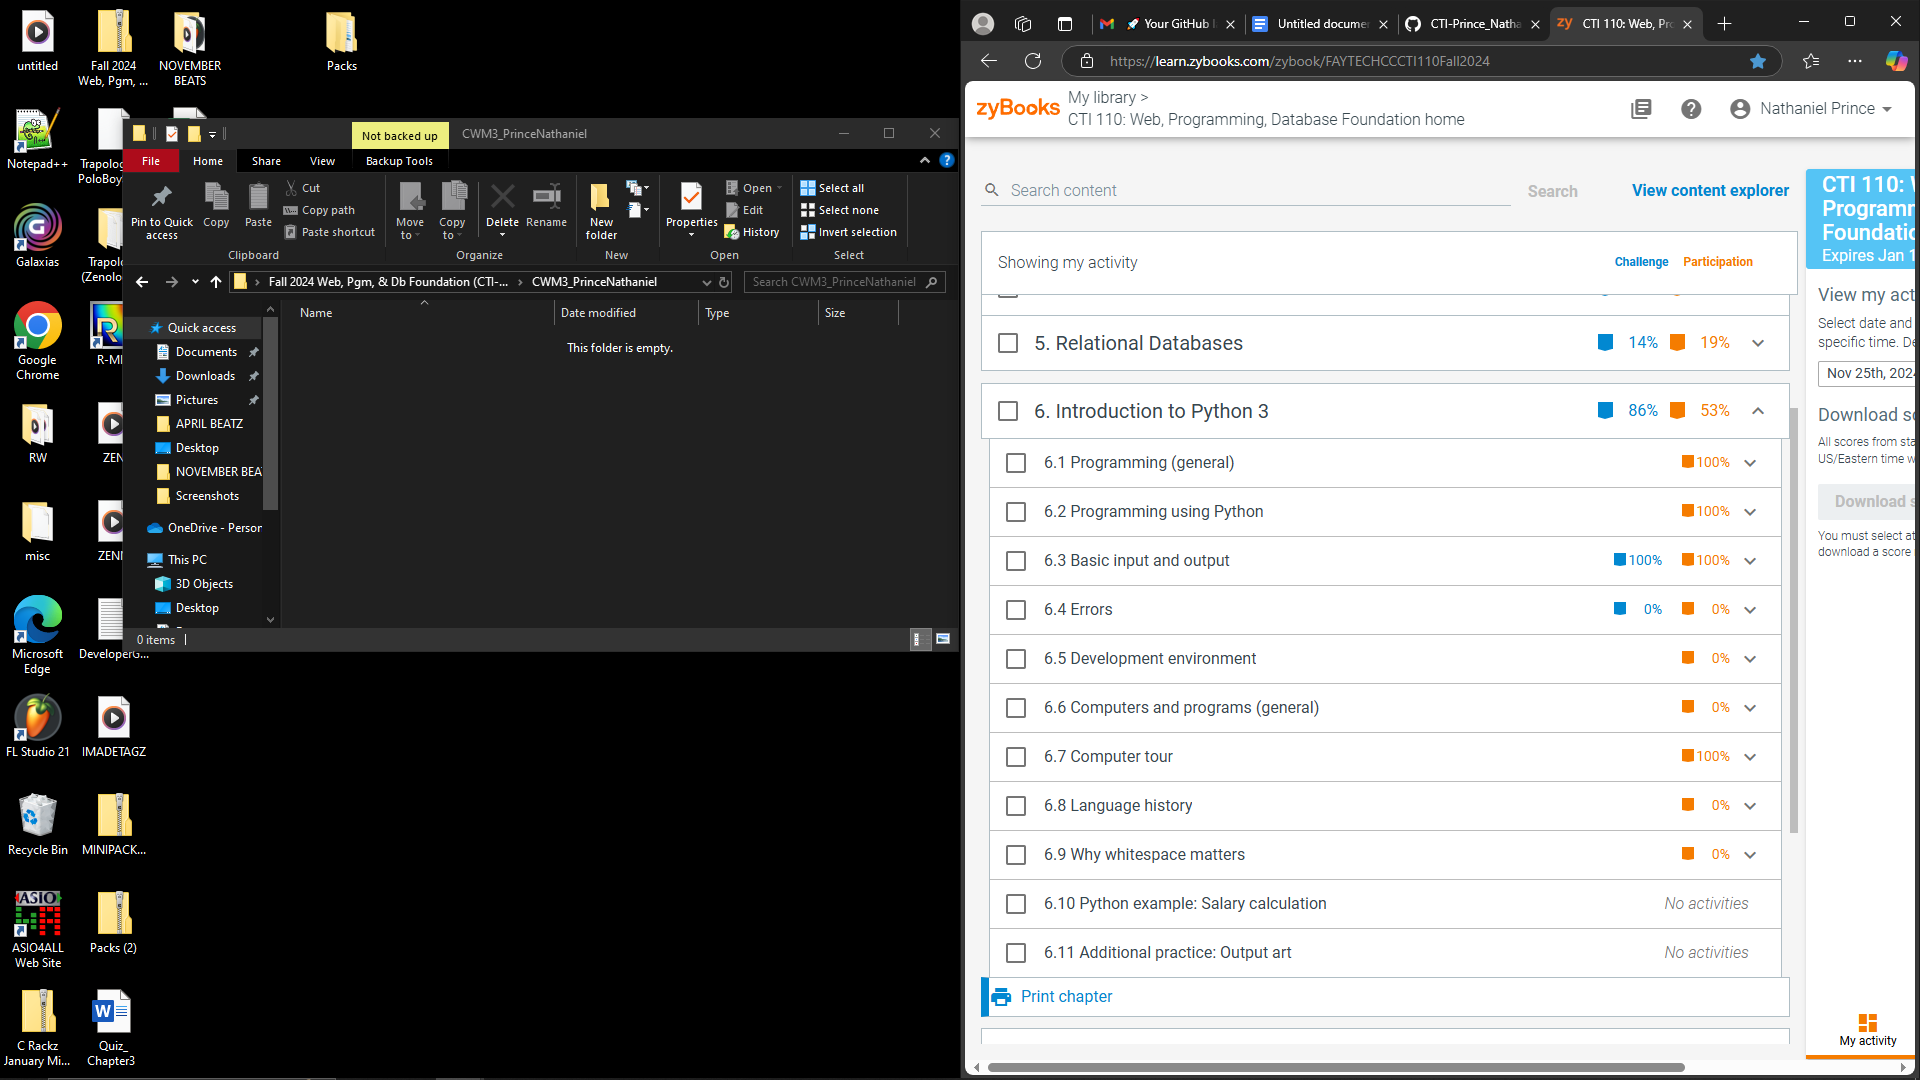 untitled
Fall 2024
Web, Pgm, ...
NOVEMBER
BEATS
Packs
Notepad++
Galaxias
Google
Chrome
RW
misc
Microsoft
Edge
DeveloperG...
FL Studio 21
IMADETAGZ
Recycle Bin
MINIPACK...
ASIO4ALL
Web Site
Packs (2)
C Rackz
January Mi...
Quiz_
Chapter3
Not backed up
CWM3_PrinceNathaniel
File
Home
Share
View
Backup Tools
Pin to Quick
access
Copy
Paste
Cut
Copy path
Paste shortcut
Clipboard
Move
to
Copy
to
Delete
Rename
Organize
New
folder
New
Properties
Open
Edit
History
Open
Select all
Select none
Invert selection
Select
Fall 2024 Web, Pgm, & Db Foundation (CTI-... > CWM3_PrinceNathaniel
Search CWM3_PrinceNathaniel
Name
Date modified
Type
Size
This folder is empty.
Quick access
Documents
Downloads
Pictures
APRIL BEATZ
Desktop
NOVEMBER BEA
Screenshots
OneDrive - Person
This PC
3D Objects
Desktop
0 items
Your GitHub
Untitled docume
CTI-Prince_Natha
zy CTI 110: Web, Pr
https://learn.zybooks.com/zybook/FAYTECHCCCTI110Fall2024
zyBooks
My library >
CTI 110: Web, Programming, Database Foundation home
Nathaniel Prince
Search content
Search
View content explorer
Showing my activity
Challenge
Participation
5. Relational Databases 14% 19%
6. Introduction to Python 3 86% 53%
6.1 Programming (general) 100%
6.2 Programming using Python 100%
6.3 Basic input and output 100% 100%
6.4 Errors 0% 0%
6.5 Development environment 0%
6.6 Computers and programs (general) 0%
6.7 Computer tour 100%
6.8 Language history 0%
6.9 Why whitespace matters 0%
6.10 Python example: Salary calculation No activities
6.11 Additional practice: Output art No activities
Print chapter
CTI 110:
Programm
Foundatio
Expires Jan 1
View my act
Select date and
specific time. De
Nov 25th, 2024
Download sc
All scores from sta
US/Eastern time w
Download s
You must select at
download a score
My activity